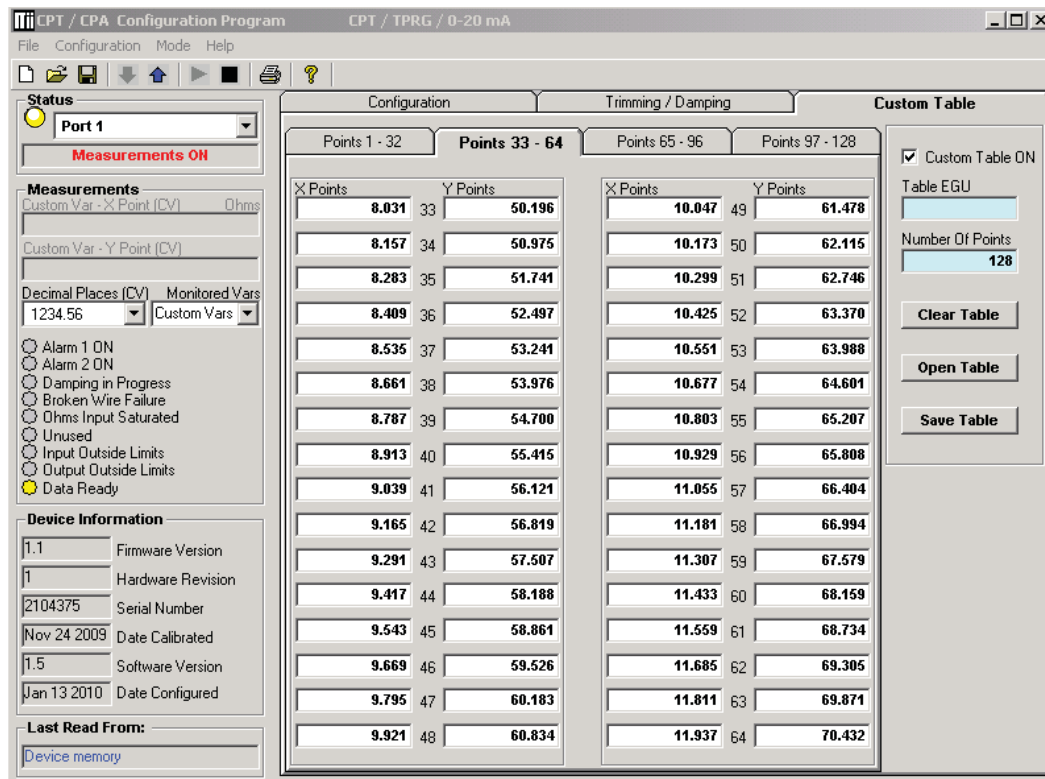 CPT / CPA Configuration Program CPT / TPRG / 0-20 mA
File Configuration Mode Help
Status
Port 1
Measurements ON
Measurements
Custom Var - X Point (CV) Ohms
Custom Var - Y Point (CV)
Decimal Places (CV) Monitored Vars
1234.56 Custom Vars
Alarm 1 ON
Alarm 2 ON
Damping in Progress
Broken Wire Failure
Ohms Input Saturated
Unused
Input Outside Limits
Output Outside Limits
Data Ready
Device Information
1.1 Firmware Version
1 Hardware Revision
2104375 Serial Number
Nov 24 2009 Date Calibrated
1.5 Software Version
Jan 13 2010 Date Configured
Last Read From:
Device memory
Configuration Trimming / Damping Custom Table
Points 1 - 32 Points 33 - 64 Points 65 - 96 Points 97 - 128
X Points Y Points
8.031 33 50.196
8.157 34 50.975
8.283 35 51.741
8.409 36 52.497
8.535 37 53.241
8.661 38 53.976
8.787 39 54.700
8.913 40 55.415
9.039 41 56.121
9.165 42 56.819
9.291 43 57.507
9.417 44 58.188
9.543 45 58.861
9.669 46 59.526
9.795 47 60.183
9.921 48 60.834
X Points Y Points
10.047 49 61.478
10.173 50 62.115
10.299 51 62.746
10.425 52 63.370
10.551 53 63.988
10.677 54 64.601
10.803 55 65.207
10.929 56 65.808
11.055 57 66.404
11.181 58 66.994
11.307 59 67.579
11.433 60 68.159
11.559 61 68.734
11.685 62 69.305
11.811 63 69.871
11.937 64 70.432
Custom Table ON
Table EGU
Number Of Points
128
Clear Table
Open Table
Save Table